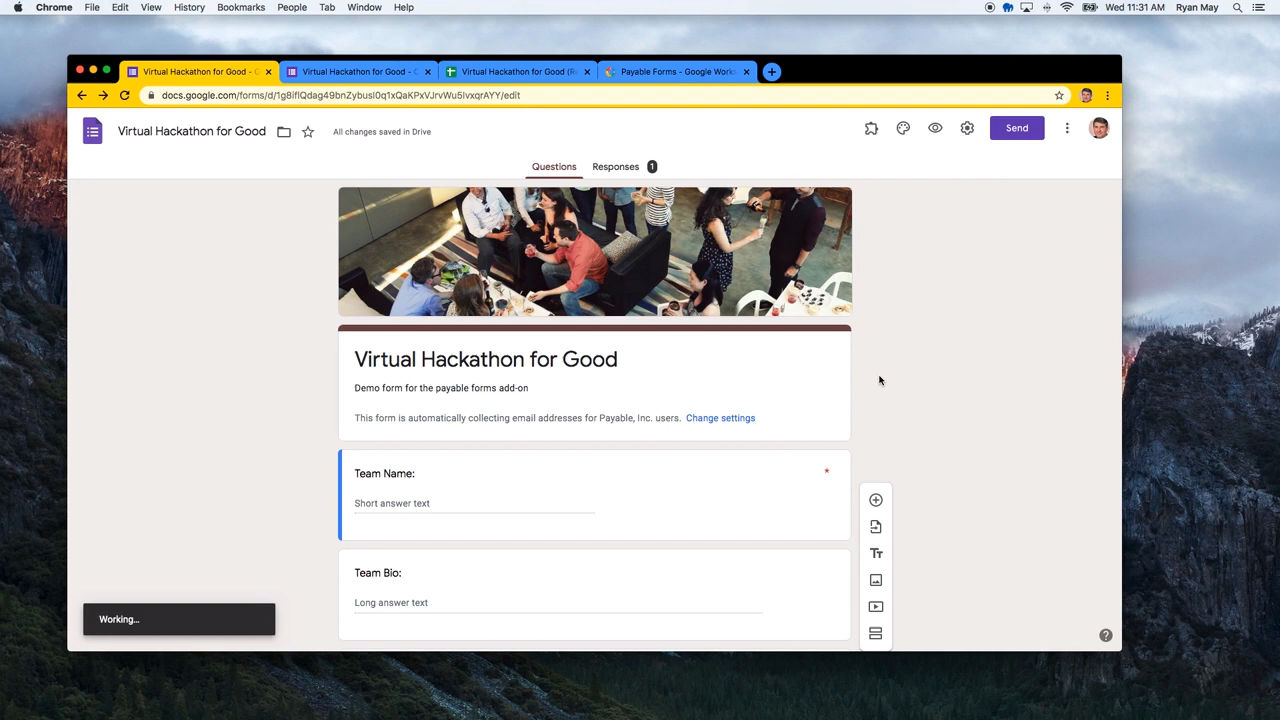 Chrome File Edit View History Bookmarks People Tab Window Help Wed 11:31 AM Ryan May
Virtual Hackathon for Good - G Virtual Hackathon for Good - G Virtual Hackathon for Good (Re Payable Forms - Google Works
docs.google.com/forms/d/1g8iflQdag49bnZybusI0q1xQaKPxVJrvWu5IvxqrAYY/edit
Virtual Hackathon for Good All changes saved in Drive Send
Questions Responses 1
Virtual Hackathon for Good
Demo form for the payable forms add-on
This form is automatically collecting email addresses for Payable, Inc. users. Change settings
Team Name: *
Short answer text
Team Bio:
Long answer text
Working...